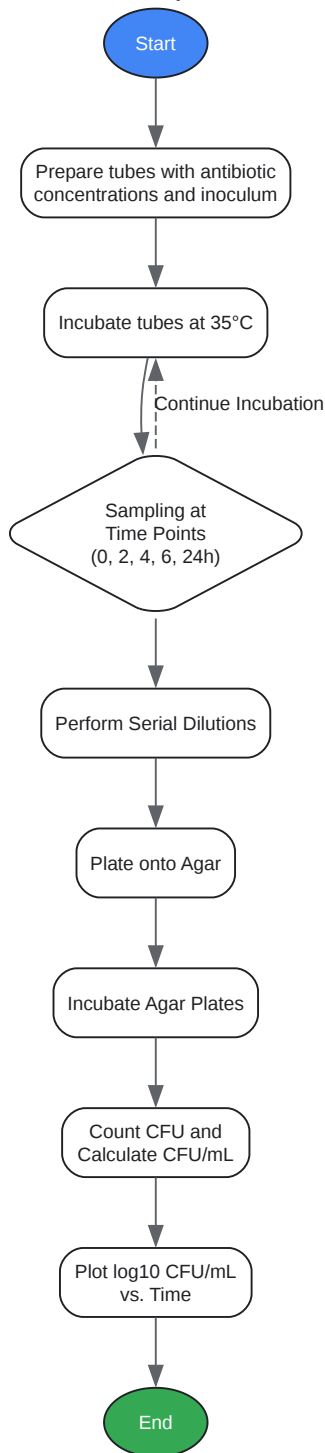 Start
Prepare tubes with antibiotic
concentrations and inoculum
Incubate tubes at 35°C
Continue Incubation
Sampling at
Time Points
(0, 2, 4, 6, 24h)
Perform Serial Dilutions
Plate onto Agar
Incubate Agar Plates
Count CFU and
Calculate CFU/mL
Plot log10 CFU/mL
vs. Time
End